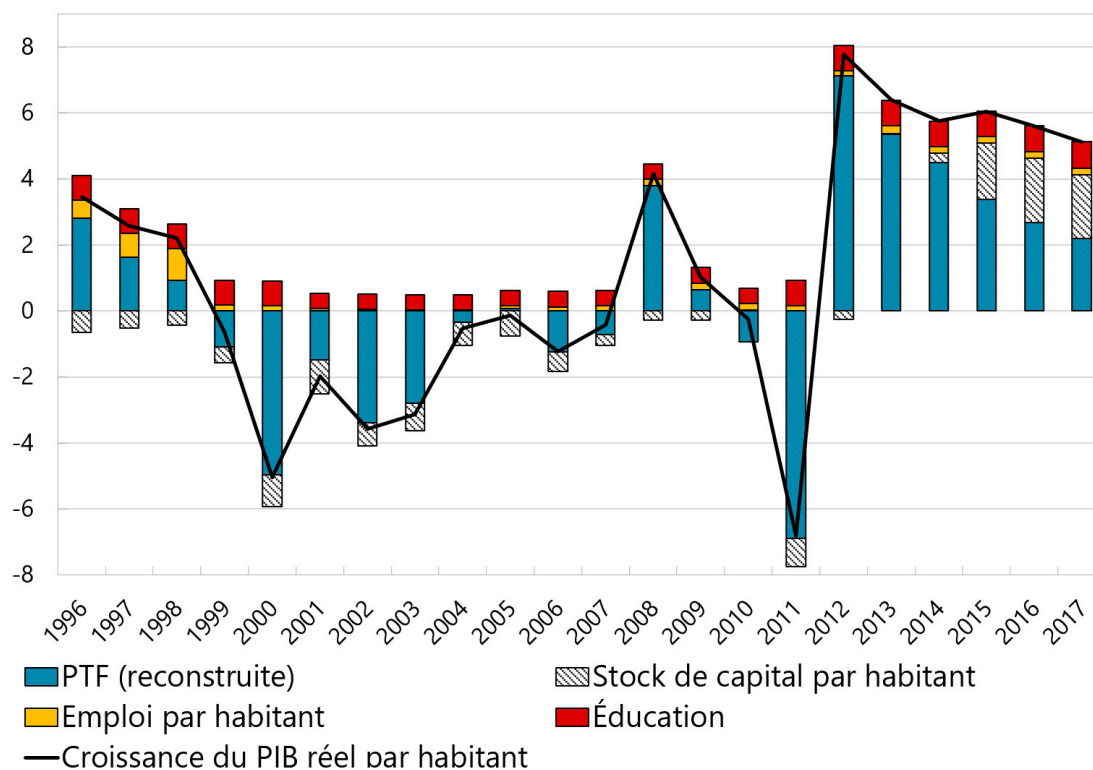 8
6
4
2
0
-2
-4
-6
-8
1996 1997 1998 1999 2000 2001 2002 2003 2004 2005 2006 2007 2008 2009 2010 2011 2012 2013 2014 2015 2016 2017
PTF (reconstruite) Stock de capital par habitant
Emploi par habitant Éducation
Croissance du PIB réel par habitant